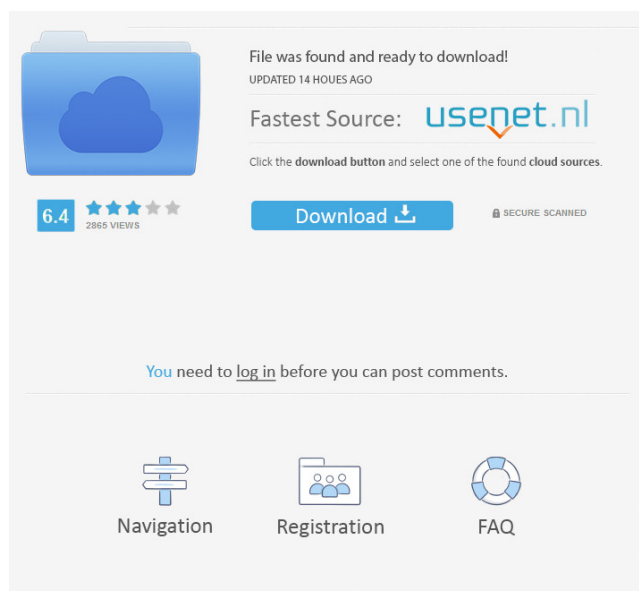 File was found and ready to download!
UPDATED 14 HOUES AGO
Fastest Source: usenet.nl
Click the download button and select one of the found cloud sources.
6.4
2865 VIEWS
Download
SECURE SCANNED
You need to log in before you can post comments.
Navigation
Registration
FAQ